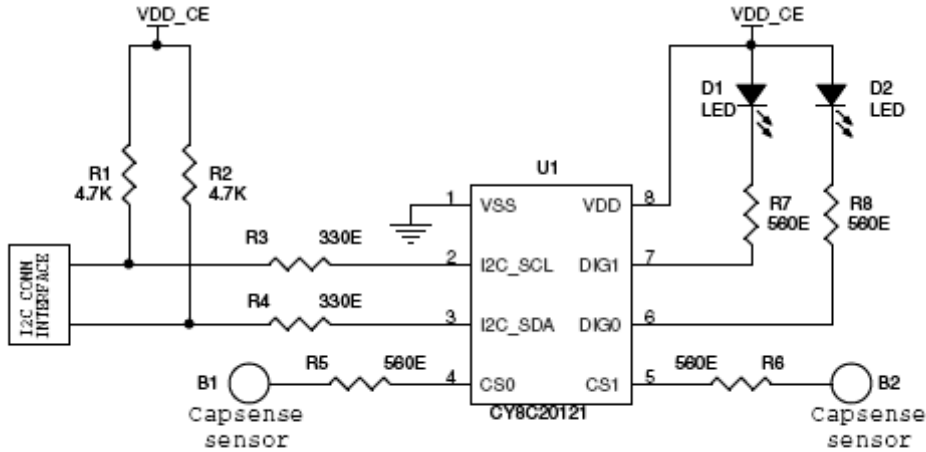 VDD_CE
VDD_CE
D1
LED
D2
LED
U1
R1
4.7K
R2
4.7K
1
VSS
VDD
8
R7
560E
R8
560E
R3
330E
2
I2C_SCL
DIG1
7
I2C COMM
INTERFACE
R4
330E
3
I2C_SDA
DIG0
6
B1
R5
560E
4
CS0
CS1
5
560E
R6
B2
Capsense
sensor
CY8C20121
Capsense
sensor